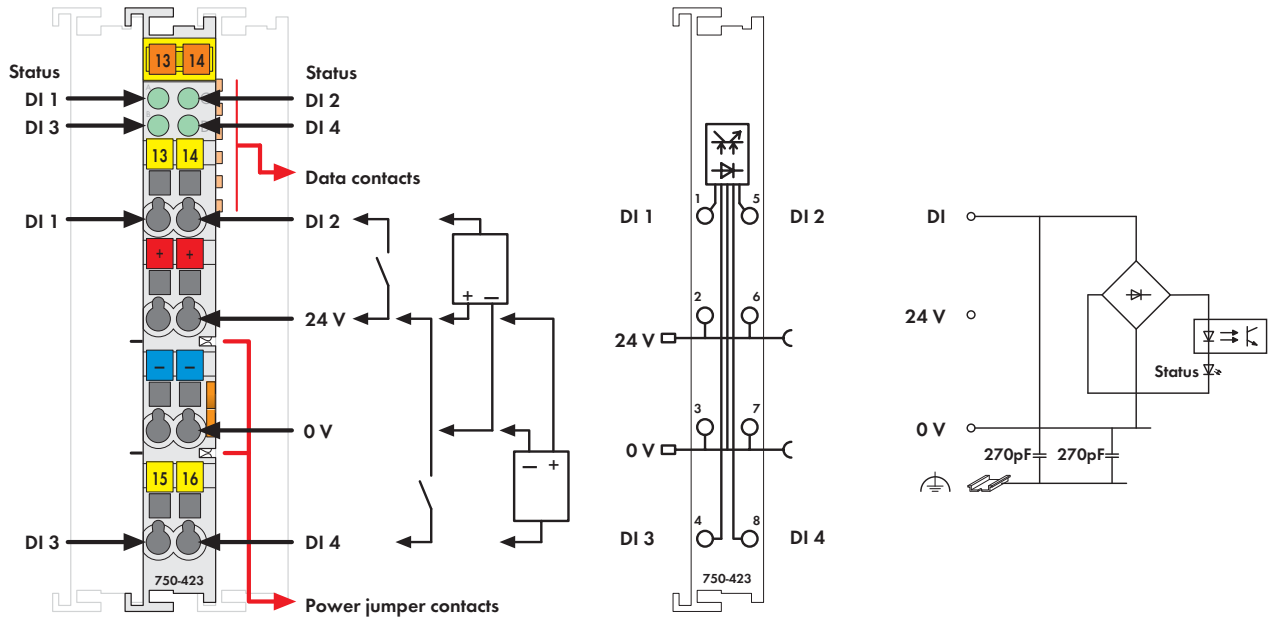 13 14
Status Status
DI 1 DI 2
DI 3 DI 4
13 14
Data contacts
DI 1 DI 2
+ +
+ −
24 V
− −
0 V
− +
15 16
DI 3 DI 4
750-423
Power jumper contacts
1 5
DI 1 DI 2
2 6
24 V
3 7
0 V
4 8
DI 3 DI 4
750-423
DI
24 V
Status
0 V
270pF 270pF